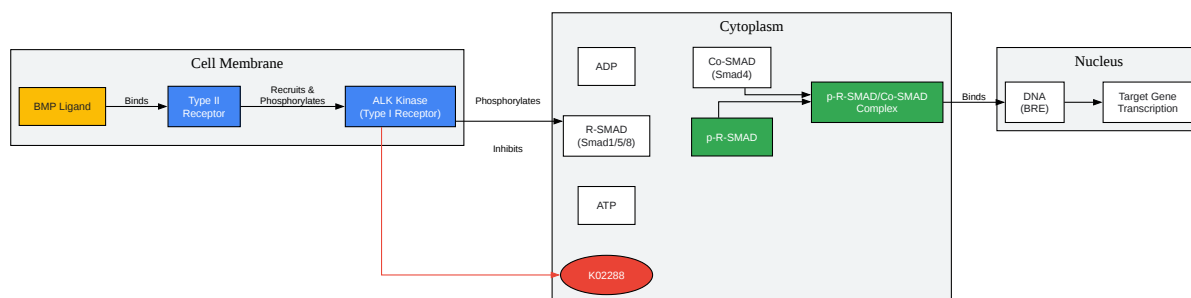 Cell Membrane
BMP Ligand
Binds
Type II
Receptor
Recruits &
Phosphorylates
ALK Kinase
(Type I Receptor)
Phosphorylates
Inhibits
Cytoplasm
ADP
R-SMAD
(Smad1/5/8)
ATP
K02288
Co-SMAD
(Smad4)
p-R-SMAD
p-R-SMAD/Co-SMAD
Complex
Binds
Nucleus
DNA
(BRE)
Target Gene
Transcription